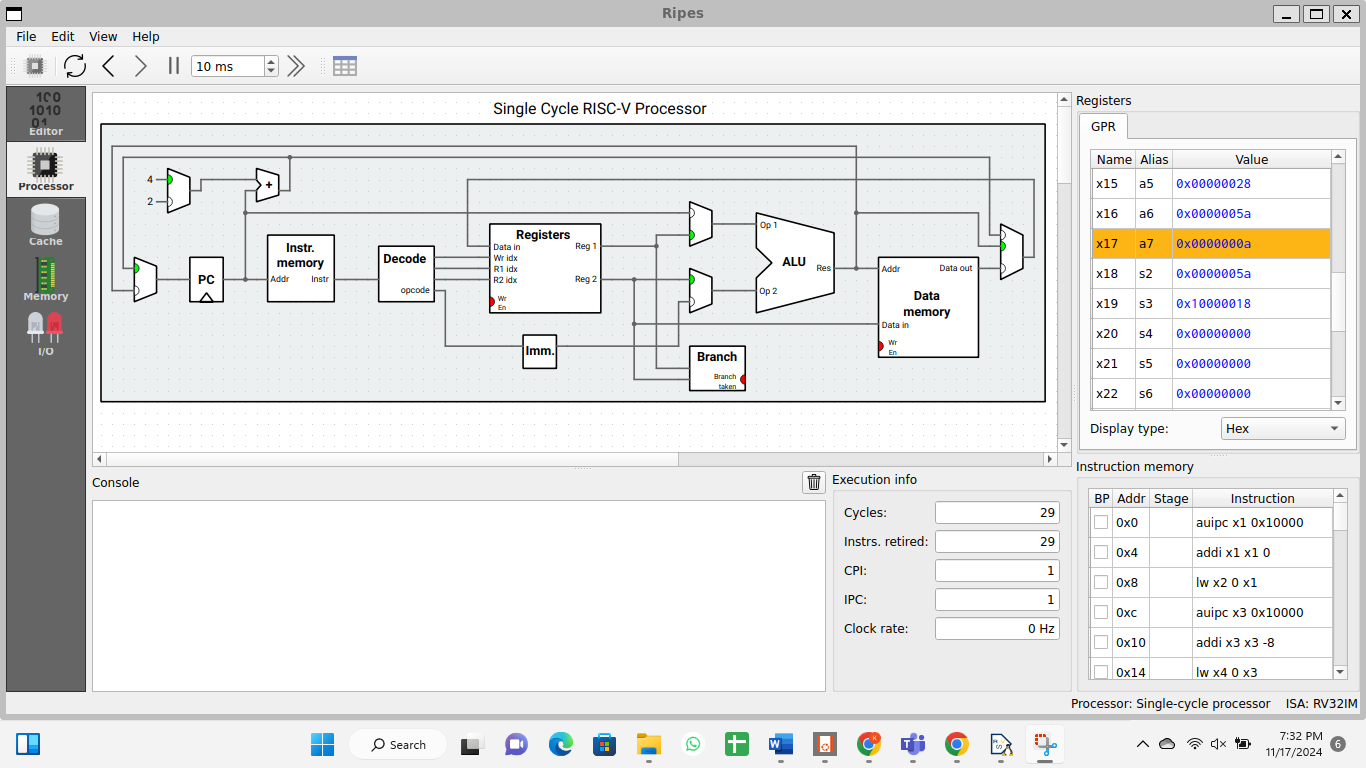 Ripes
File Edit View Help
10 ms
100
1010
01
Editor
Processor
Cache
Memory
I/O
Single Cycle RISC-V Processor
4
2
+
PC
Instr.
memory
Addr Instr
Decode
opcode
Registers
Data in Reg 1
Wr idx
R1 idx
R2 idx Reg 2
Wr
En
Imm.
Op 1
ALU
Res
Op 2
Branch
Branch
taken
Addr Data out
Data
memory
Data in
Wr
En
Registers
GPR
Name Alias Value
x15 a5 0x00000028
x16 a6 0x0000005a
x17 a7 0x0000000a
x18 s2 0x0000005a
x19 s3 0x10000018
x20 s4 0x00000000
x21 s5 0x00000000
x22 s6 0x00000000
Display type: Hex
Console
Execution info
Cycles: 29
Instrs. retired: 29
CPI: 1
IPC: 1
Clock rate: 0 Hz
Instruction memory
BP Addr Stage Instruction
0x0 auipc x1 0x10000
0x4 addi x1 x1 0
0x8 lw x2 0 x1
0xc auipc x3 0x10000
0x10 addi x3 x3 -8
0x14 lw x4 0 x3
Processor: Single-cycle processor ISA: RV32IM
Search
7:32 PM
11/17/2024
6